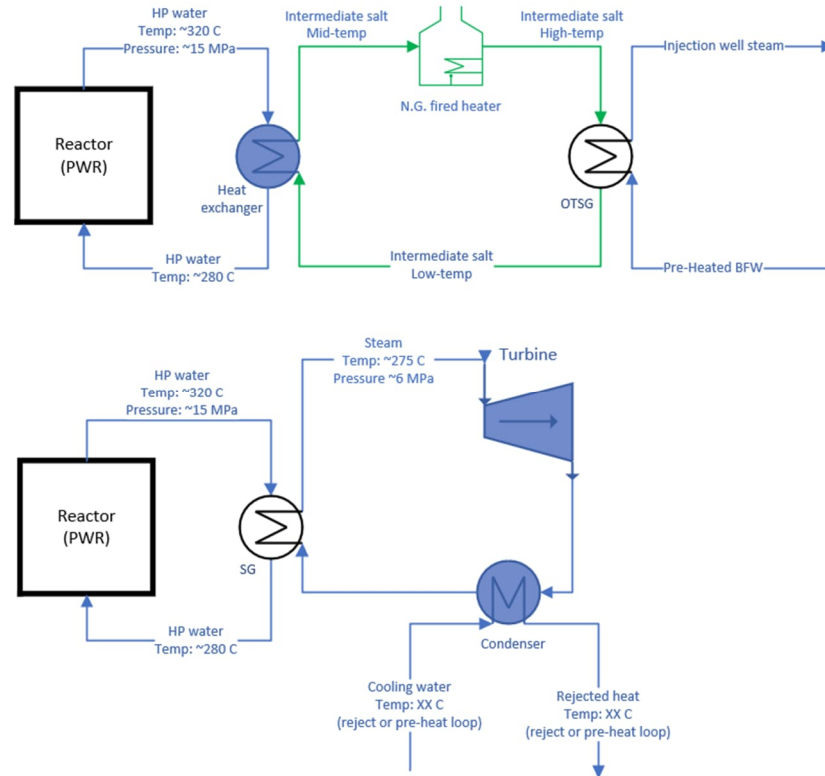 HP water
Temp: ~320 C
Pressure: ~15 MPa
Intermediate salt
Mid-temp
Intermediate salt
High-temp
Injection well steam
N.G. fired heater
Reactor
(PWR)
Heat
exchanger
OTSG
HP water
Temp: ~280 C
Intermediate salt
Low-temp
Pre-Heated BFW
Steam
Temp: ~275 C
Pressure ~6 MPa
Turbine
HP water
Temp: ~320 C
Pressure: ~15 MPa
Reactor
(PWR)
SG
HP water
Temp: ~280 C
Condenser
Cooling water
Temp: XX C
(reject or pre-heat loop)
Rejected heat
Temp: XX C
(reject or pre-heat loop)